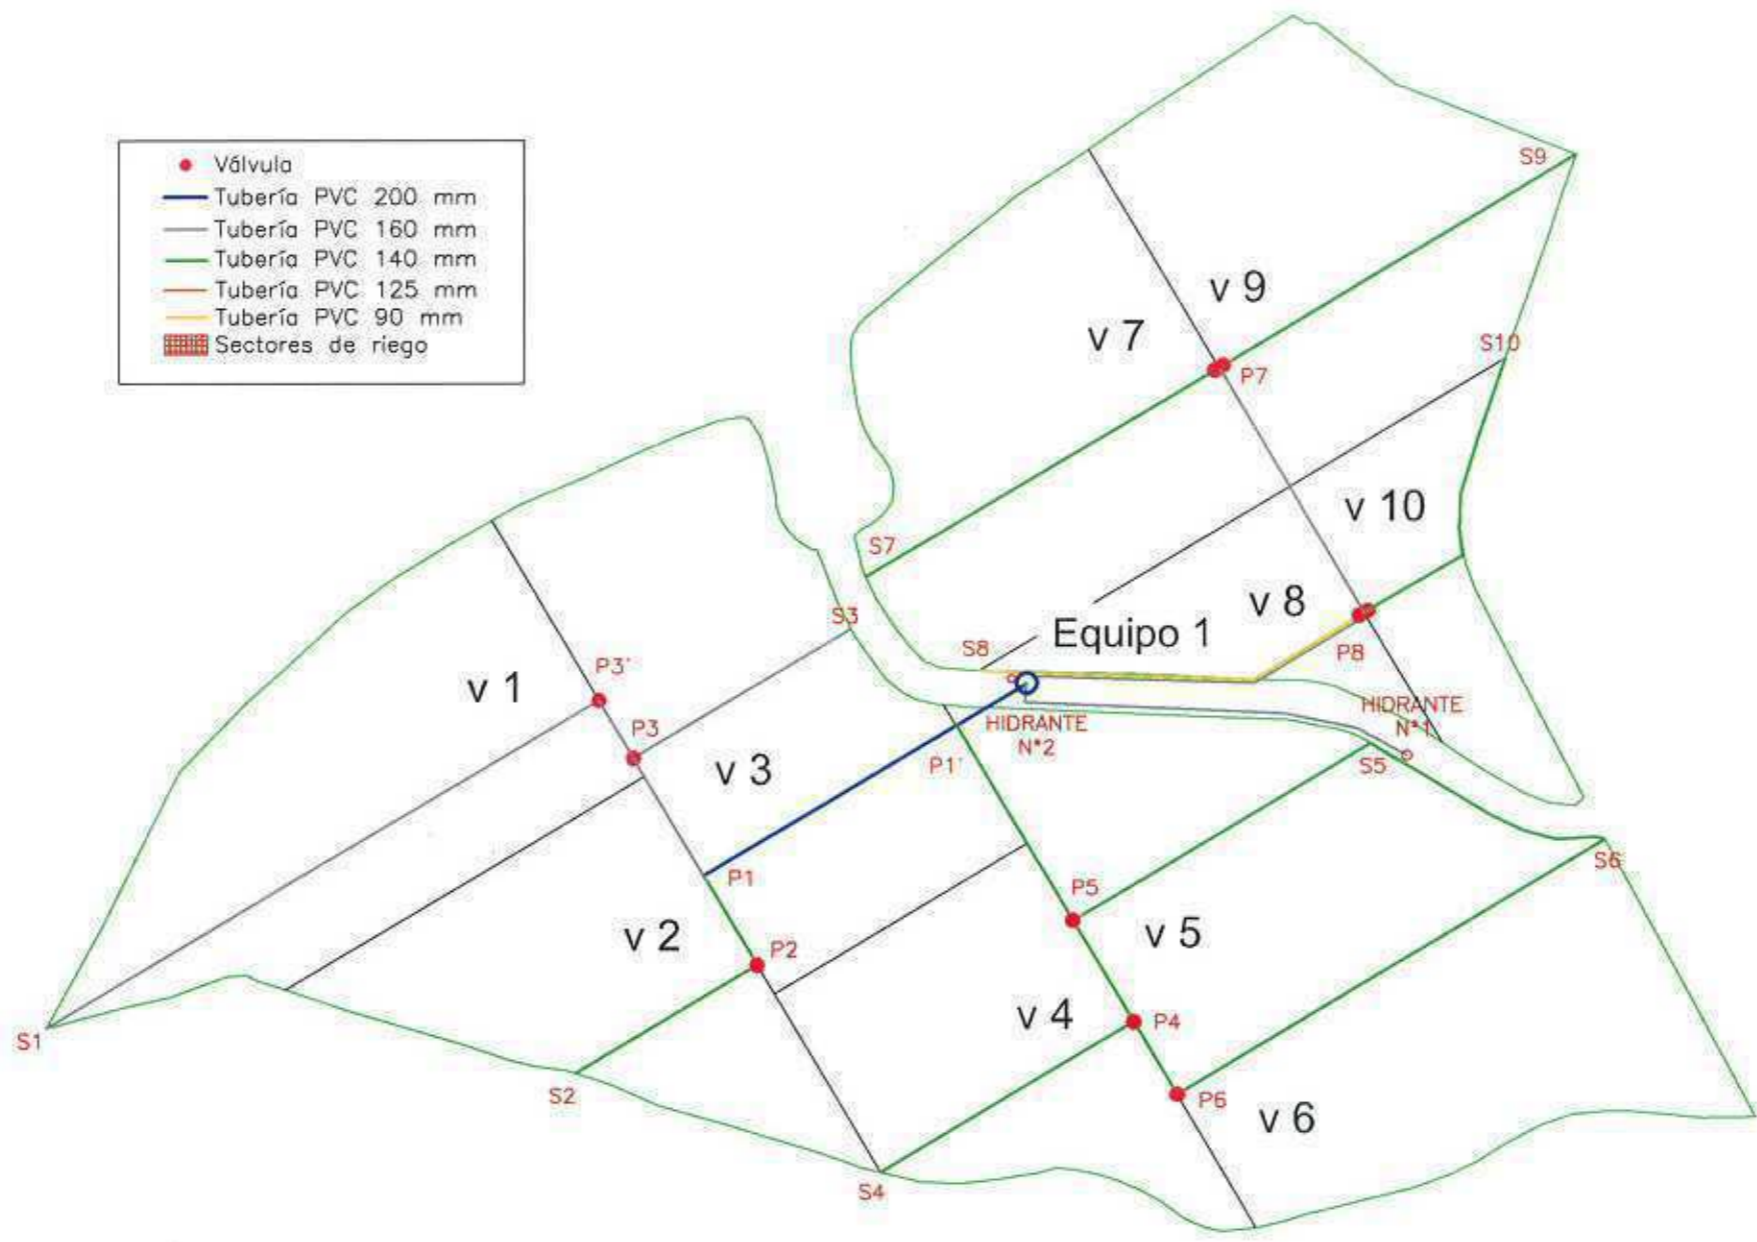 Válvula
Tubería PVC 200 mm
Tubería PVC 160 mm
Tubería PVC 140 mm
Tubería PVC 125 mm
Tubería PVC 90 mm
Sectores de riego
S9
v 9
v 7
S10
P7
v 10
S7
v 8
S3
Equipo 1
S8
P8
P3'
v 1
HIDRANTE
N°1
P3
HIDRANTE
N°2
v 3
P1'
S5
S6
P1
P5
v 2
v 5
P2
v 4
P4
S1
S2
P6
v 6
S4